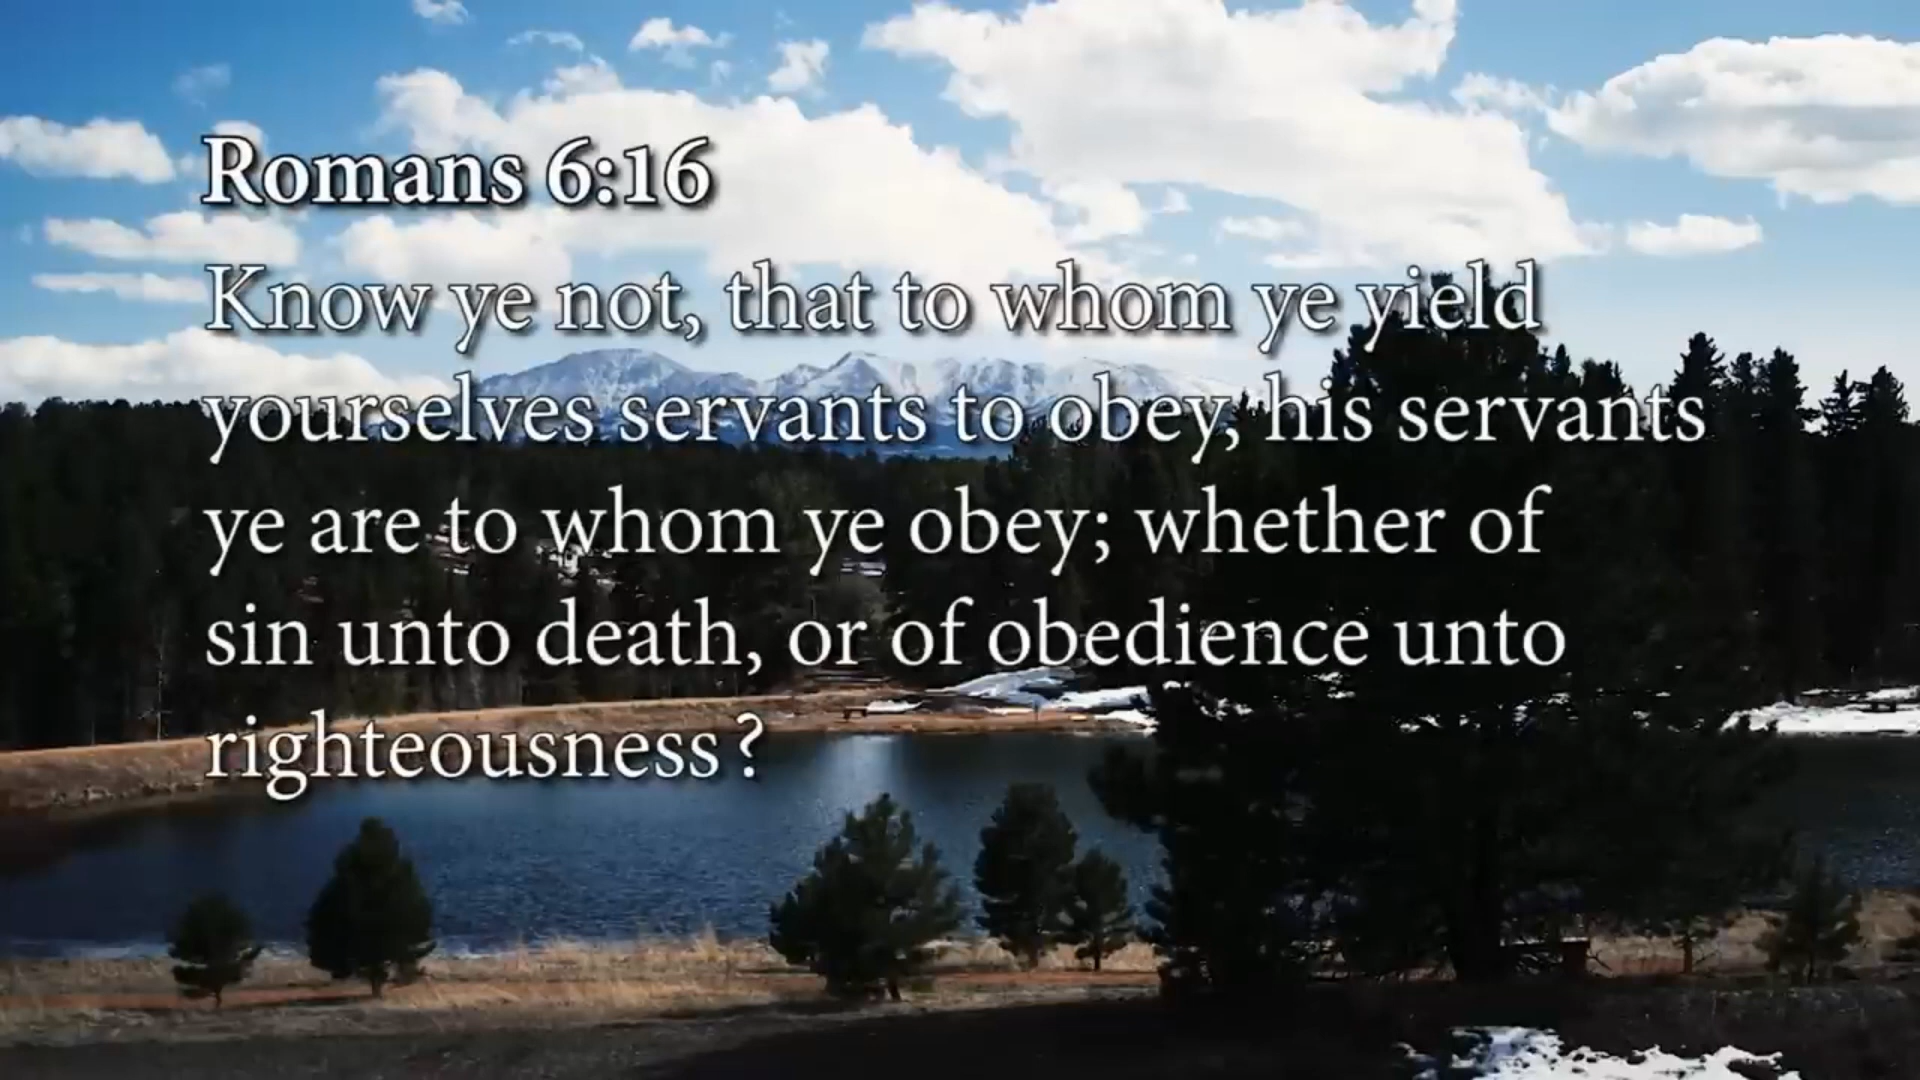 Romans 6:16
Know ye not, that to whom ye yield
yourselves servants to obey, his servants
ye are to whom ye obey; whether of
sin unto death, or of obedience unto
righteousness?